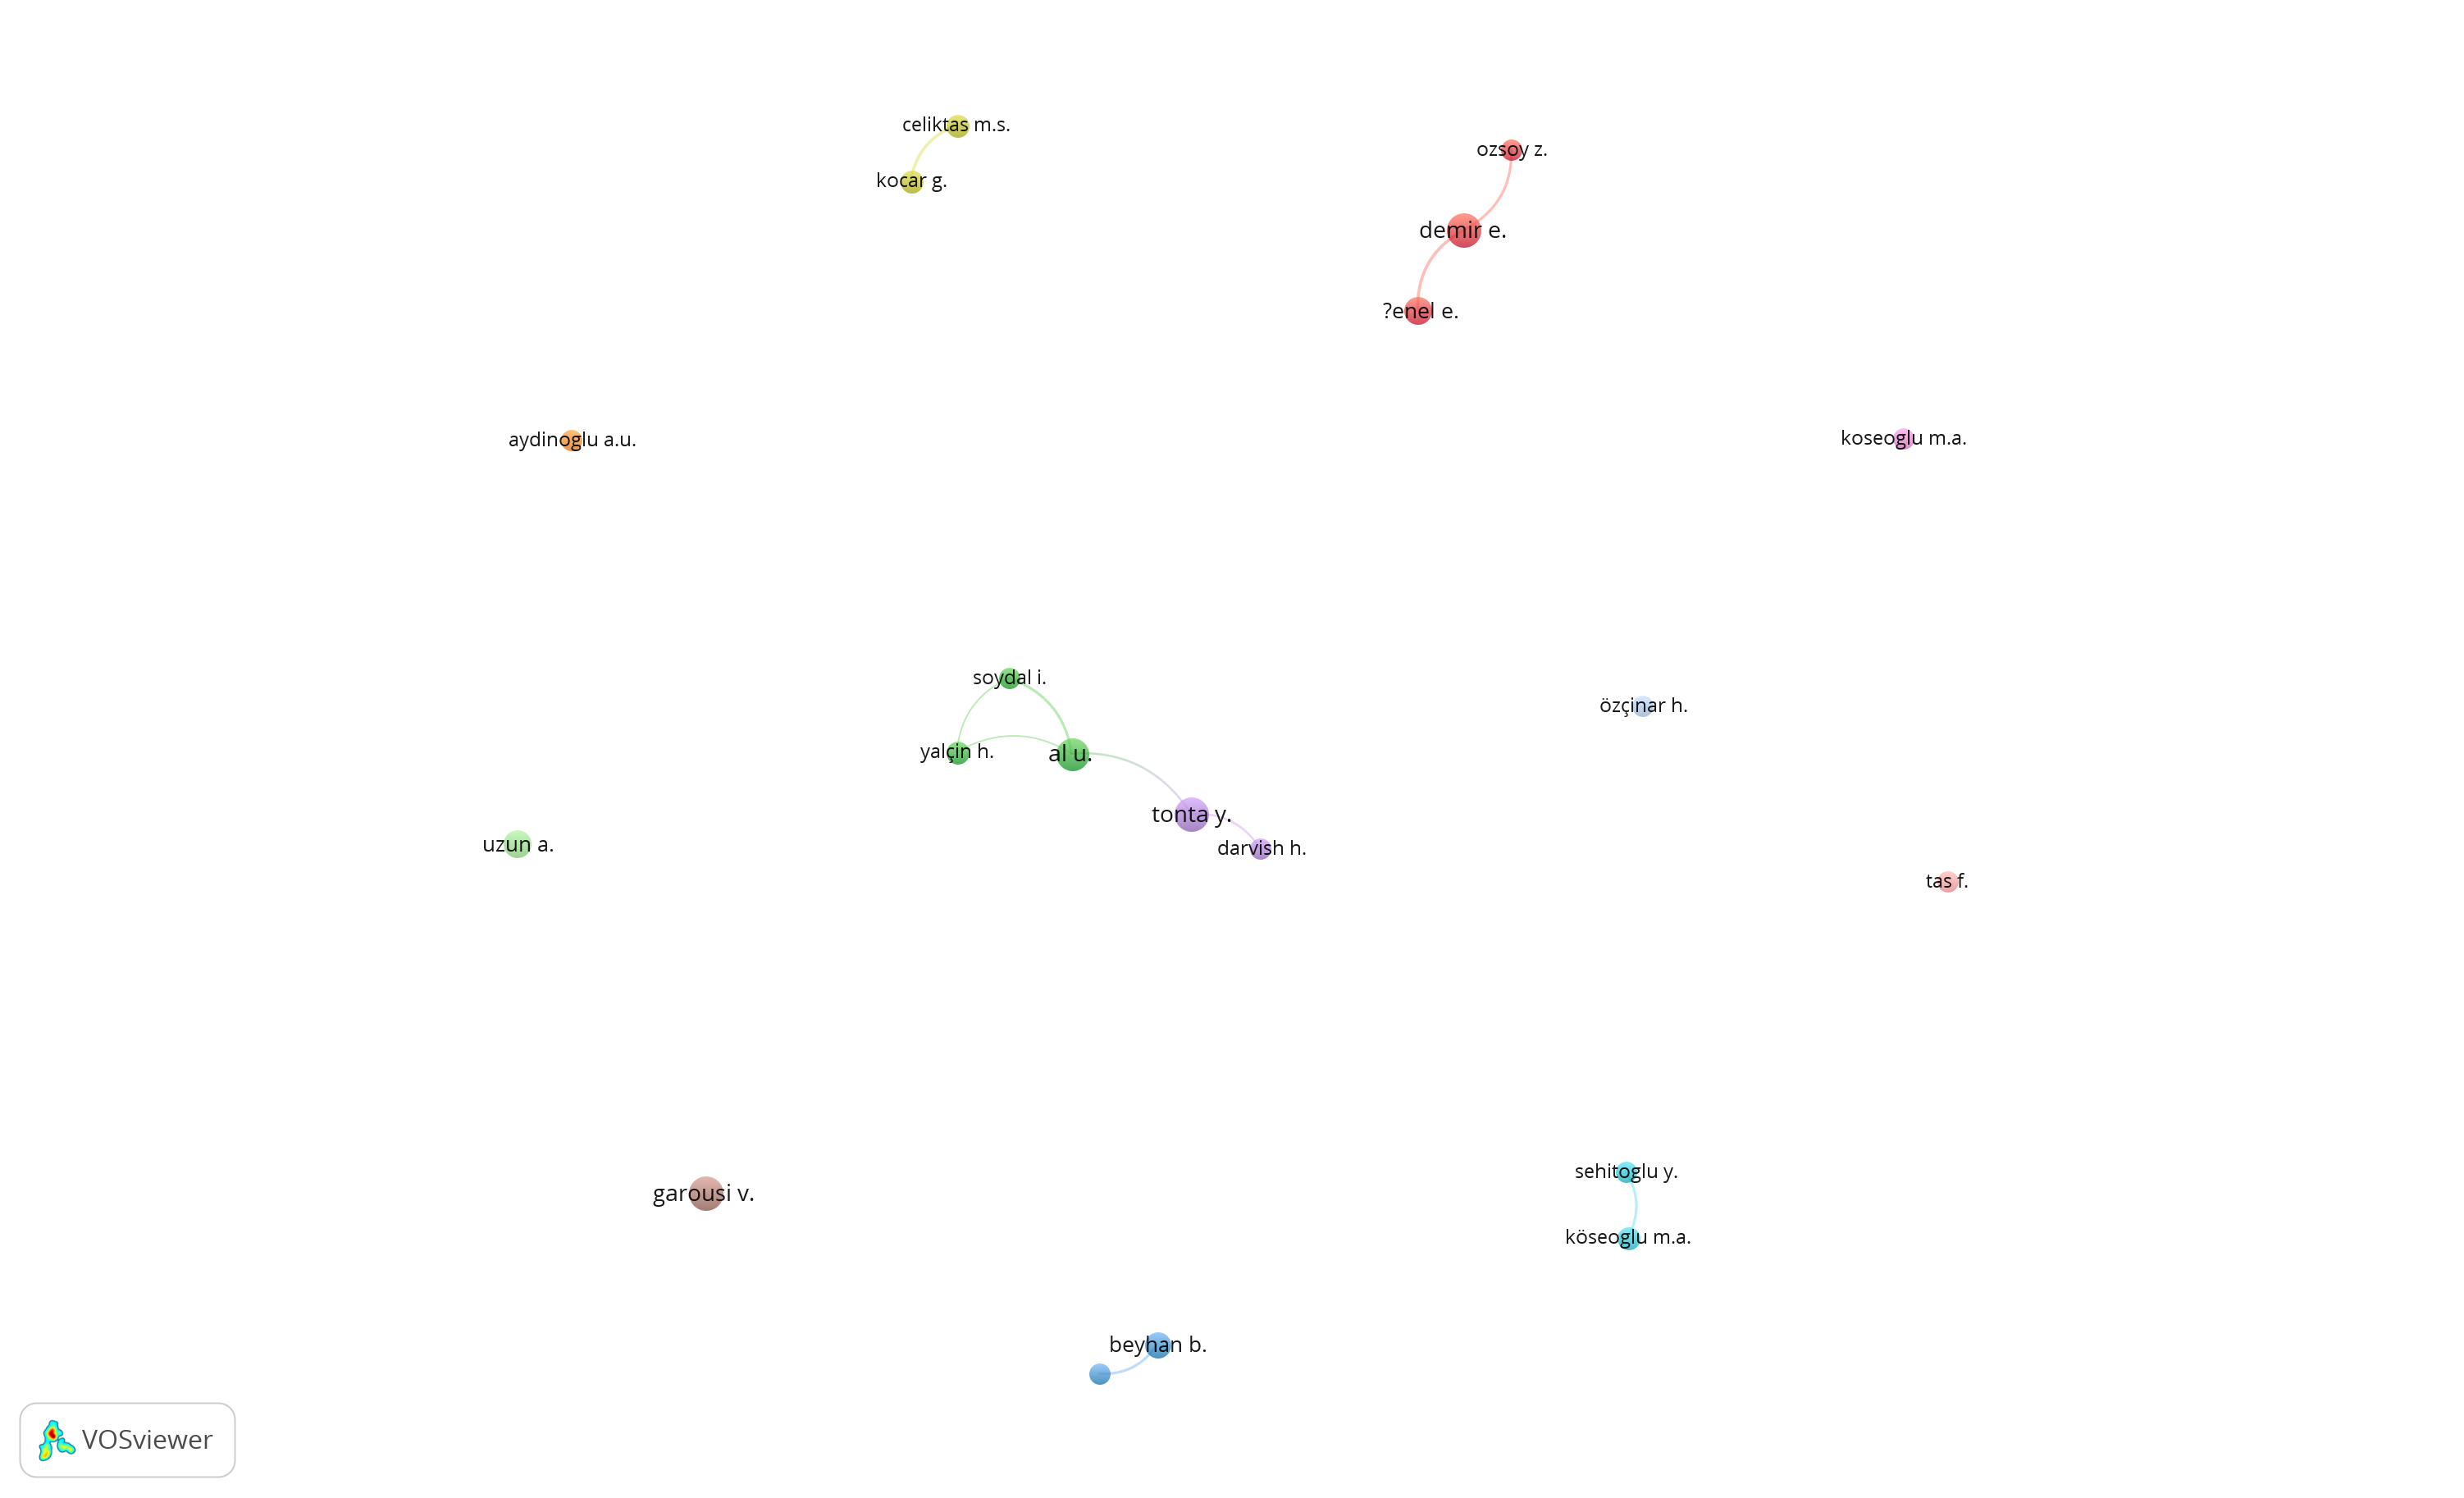 celiktas m.s.
ozsoy z.
kocar g.
demir e.
?enel e.
aydinoglu a.u.
koseoglu m.a.
soydal i.
özçinar h.
yalçin h.
al u.
tonta y.
uzun a.
darvish h.
tas f.
sehitoglu y.
garousi v.
köseoglu m.a.
beyhan b.
VOSviewer